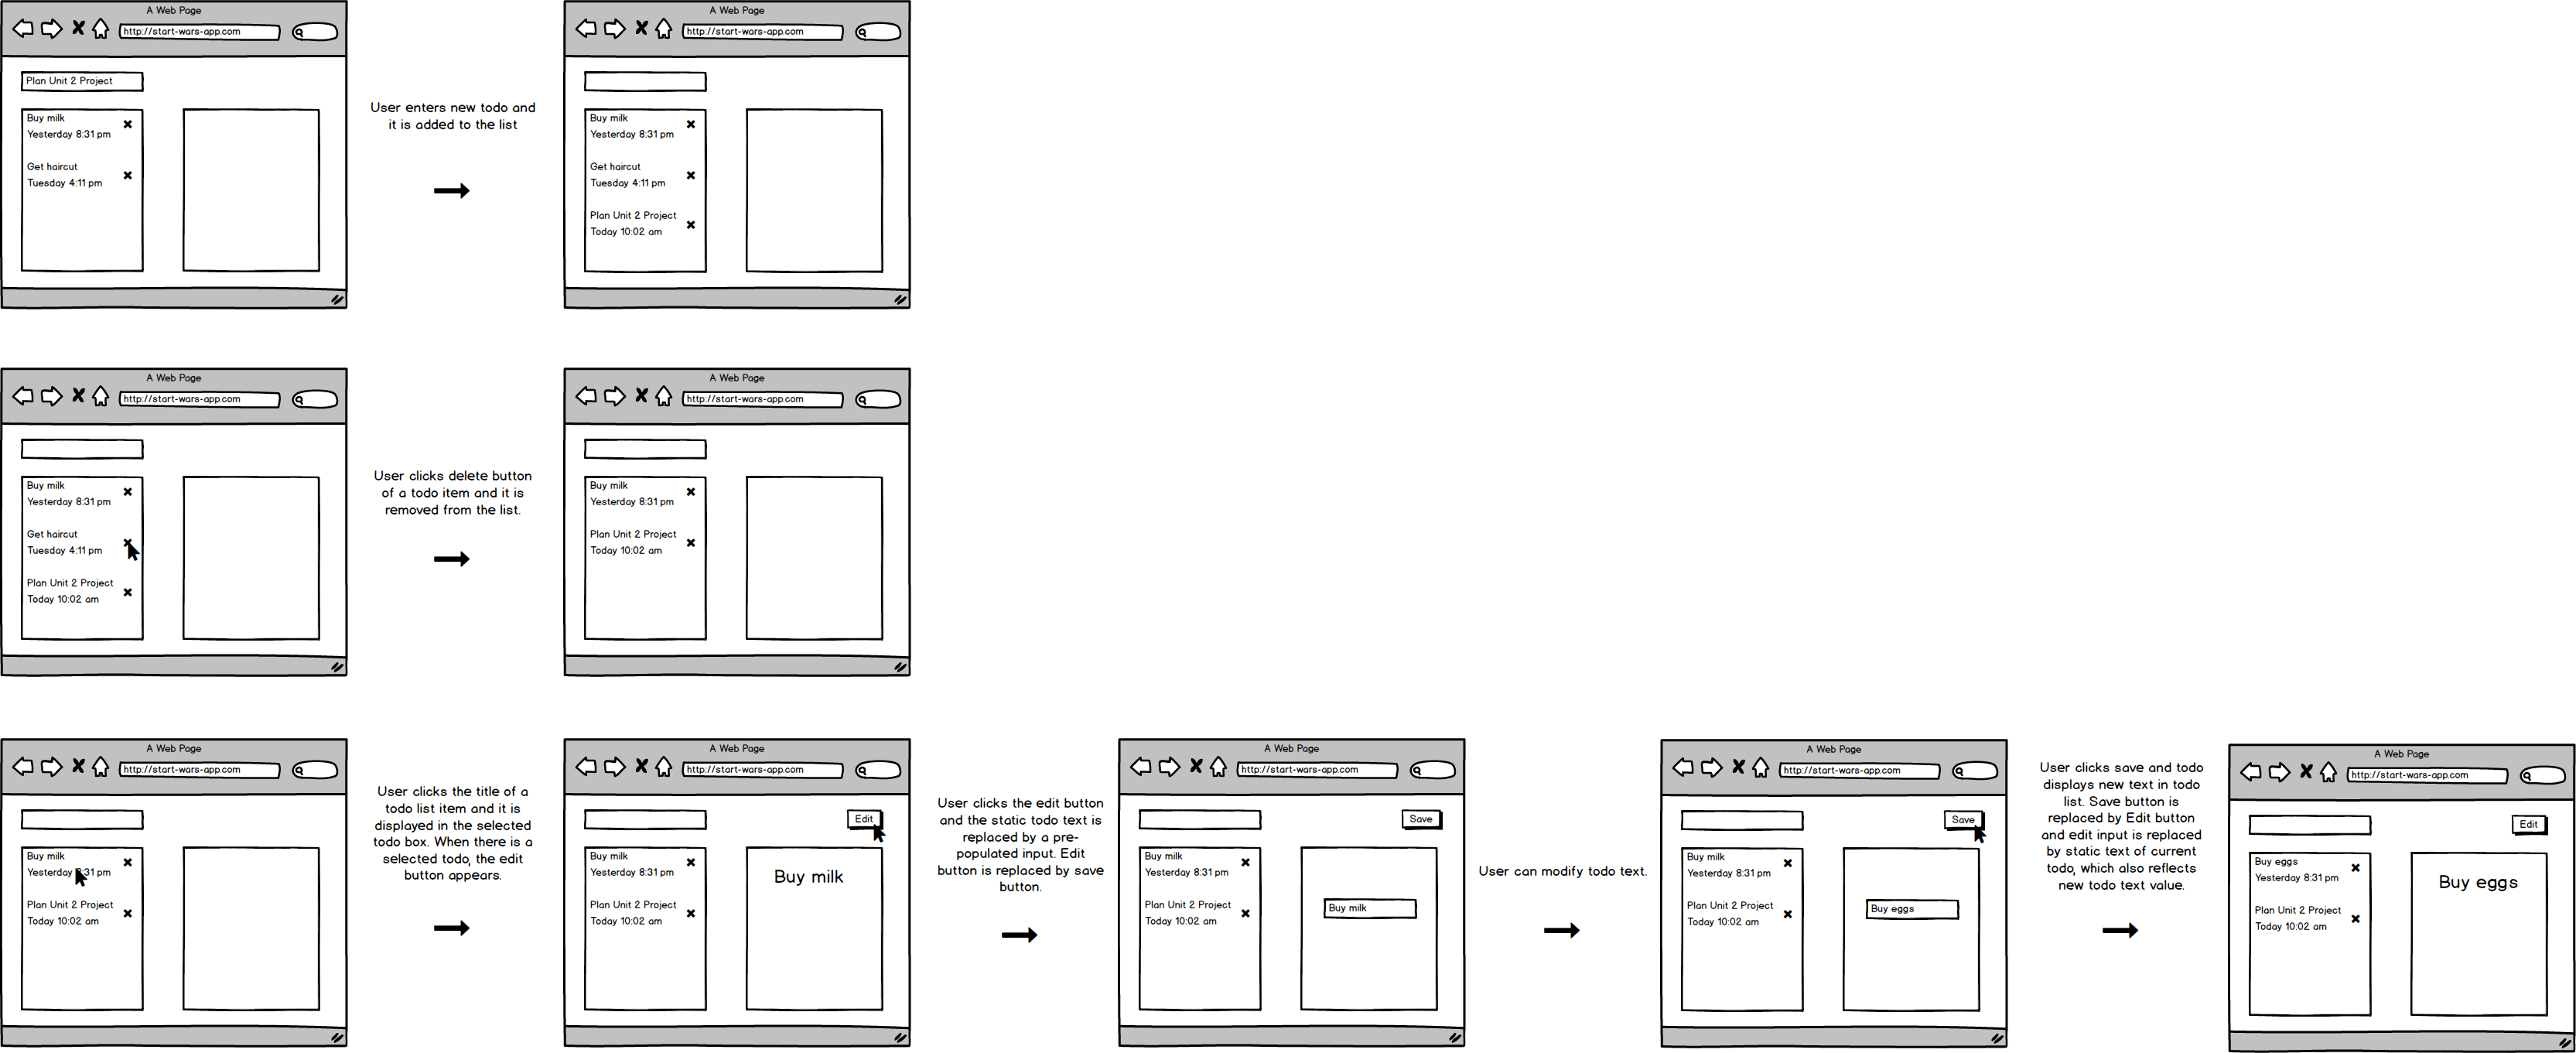 A Web Page
http://start-wars-app.com
Plan Unit 2 Project
Buy milk
Yesterday 8:31 pm
Get haircut
Tuesday 4:11 pm
User enters new todo and
it is added to the list
A Web Page
http://start-wars-app.com
Buy milk
Yesterday 8:31 pm
Get haircut
Tuesday 4:11 pm
Plan Unit 2 Project
Today 10:02 am
A Web Page
http://start-wars-app.com
Buy milk
Yesterday 8:31 pm
Get haircut
Tuesday 4:11 pm
Plan Unit 2 Project
Today 10:02 am
User clicks delete button
of a todo item and it is
removed from the list.
A Web Page
http://start-wars-app.com
Buy milk
Yesterday 8:31 pm
Plan Unit 2 Project
Today 10:02 am
A Web Page
http://start-wars-app.com
Buy milk
Yesterday 8:31 pm
Plan Unit 2 Project
Today 10:02 am
User clicks the title of a
todo list item and it is
displayed in the selected
todo box. When there is a
selected todo, the edit
button appears.
A Web Page
http://start-wars-app.com
Edit
Buy milk
Yesterday 8:31 pm
Plan Unit 2 Project
Today 10:02 am
Buy milk
User clicks the edit button
and the static todo text is
replaced by a pre-
populated input. Edit
button is replaced by save
button.
A Web Page
http://start-wars-app.com
Save
Buy milk
Yesterday 8:31 pm
Plan Unit 2 Project
Today 10:02 am
Buy milk
User can modify todo text.
A Web Page
http://start-wars-app.com
Save
Buy milk
Yesterday 8:31 pm
Plan Unit 2 Project
Today 10:02 am
Buy eggs
User clicks save and todo
displays new text in todo
list. Save button is
replaced by Edit button
and edit input is replaced
by static text of current
todo, which also reflects
new todo text value.
A Web Page
http://start-wars-app.com
Edit
Buy eggs
Yesterday 8:31 pm
Plan Unit 2 Project
Today 10:02 am
Buy eggs